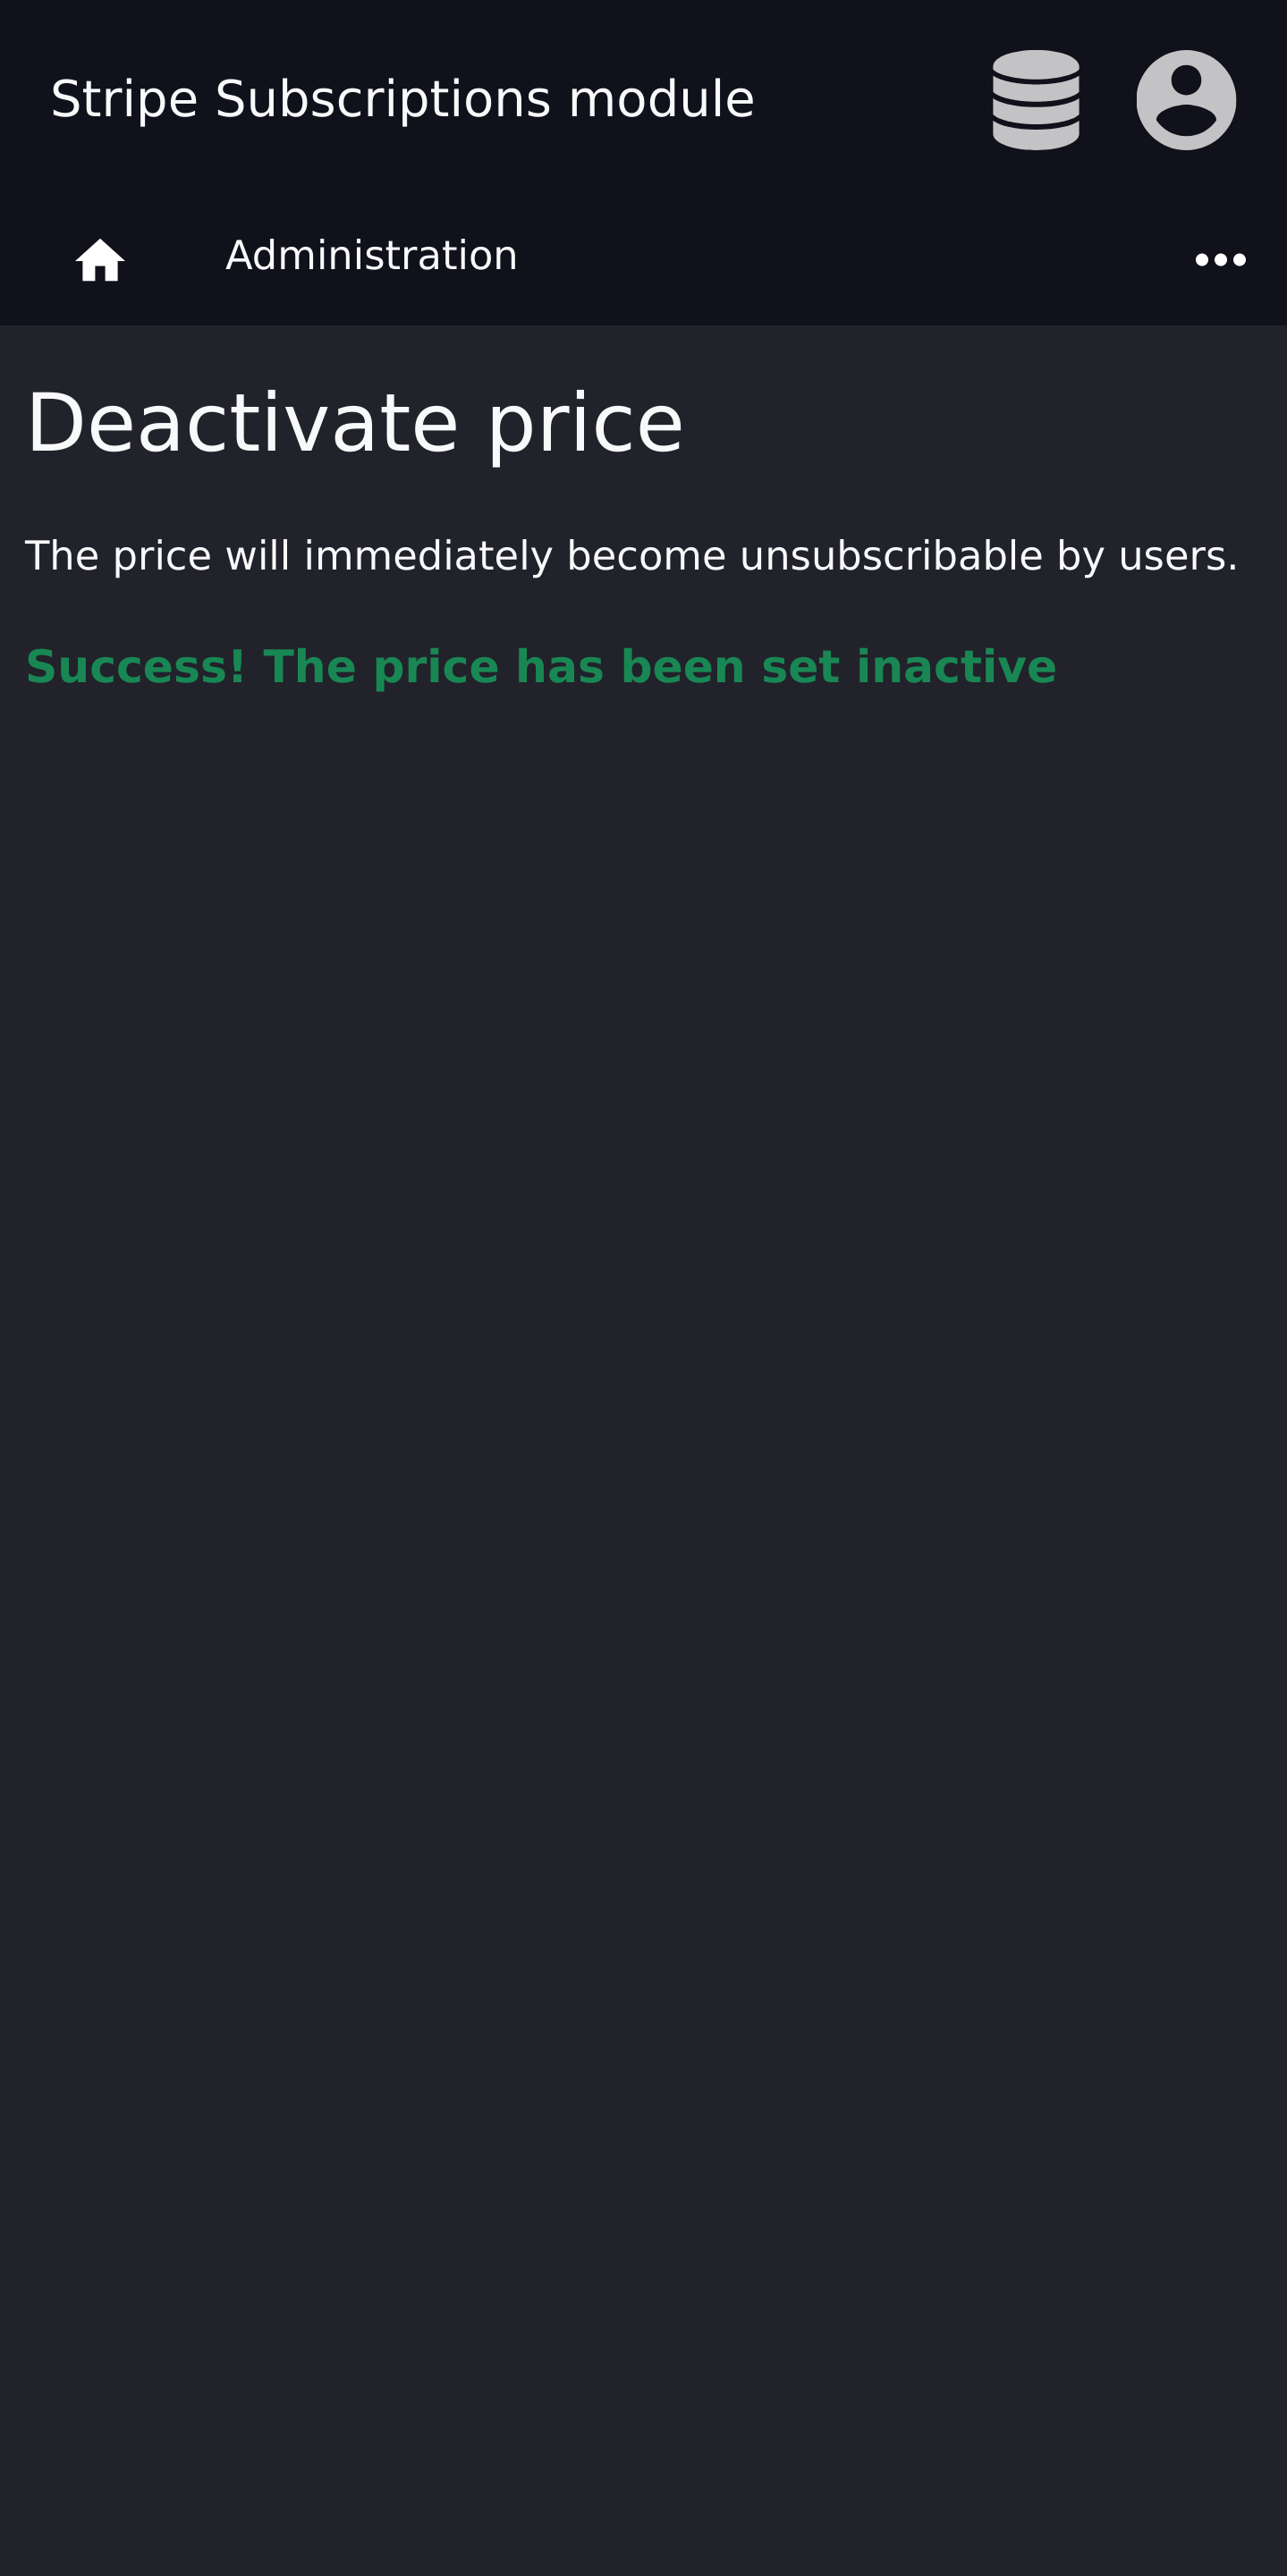 Stripe Subscriptions module
Administration
Deactivate price
The price will immediately become unsubscribable by users.
Success! The price has been set inactive